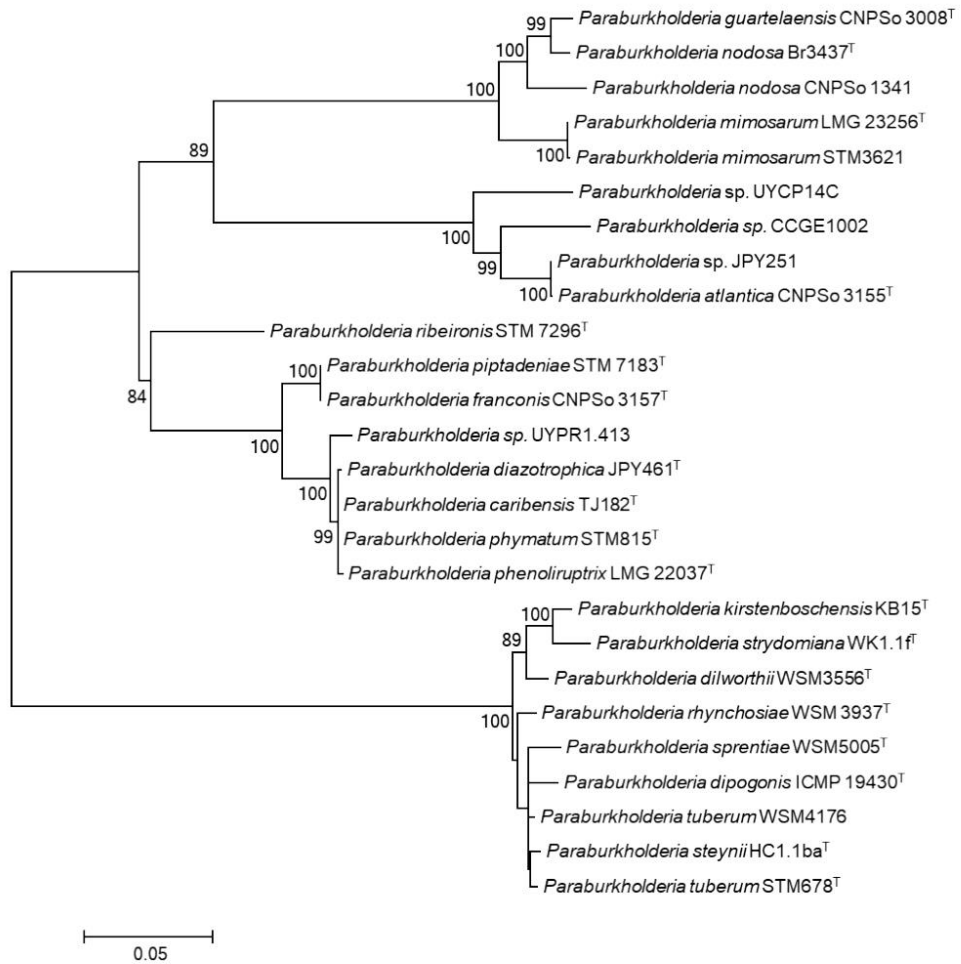 Paraburkholderia guartelaensis CNPSo 3008ᵀ
99
Paraburkholderia nodosa Br3437ᵀ
100
Paraburkholderia nodosa CNPSo 1341
100
Paraburkholderia mimosarum LMG 23256ᵀ
100
Paraburkholderia mimosarum STM3621
89
Paraburkholderia sp. UYCP14C
Paraburkholderia sp. CCGE1002
100
Paraburkholderia sp. JPY251
99
100
Paraburkholderia atlantica CNPSo 3155ᵀ
Paraburkholderia ribeironis STM 7296ᵀ
Paraburkholderia piptadeniae STM 7183ᵀ
100
84
Paraburkholderia franconis CNPSo 3157ᵀ
Paraburkholderia sp. UYPR1.413
100
Paraburkholderia diazotrophica JPY461ᵀ
100
Paraburkholderia caribensis TJ182ᵀ
99
Paraburkholderia phymatum STM815ᵀ
Paraburkholderia phenoliruptrix LMG 22037ᵀ
Paraburkholderia kirstenboschensis KB15ᵀ
100
89
Paraburkholderia strydomiana WK1.1fᵀ
Paraburkholderia dilworthii WSM3556ᵀ
Paraburkholderia rhynchosiae WSM 3937ᵀ
100
Paraburkholderia sprentiae WSM5005ᵀ
Paraburkholderia dipogonis ICMP 19430ᵀ
Paraburkholderia tuberum WSM4176
Paraburkholderia steynii HC1.1baᵀ
Paraburkholderia tuberum STM678ᵀ
0.05